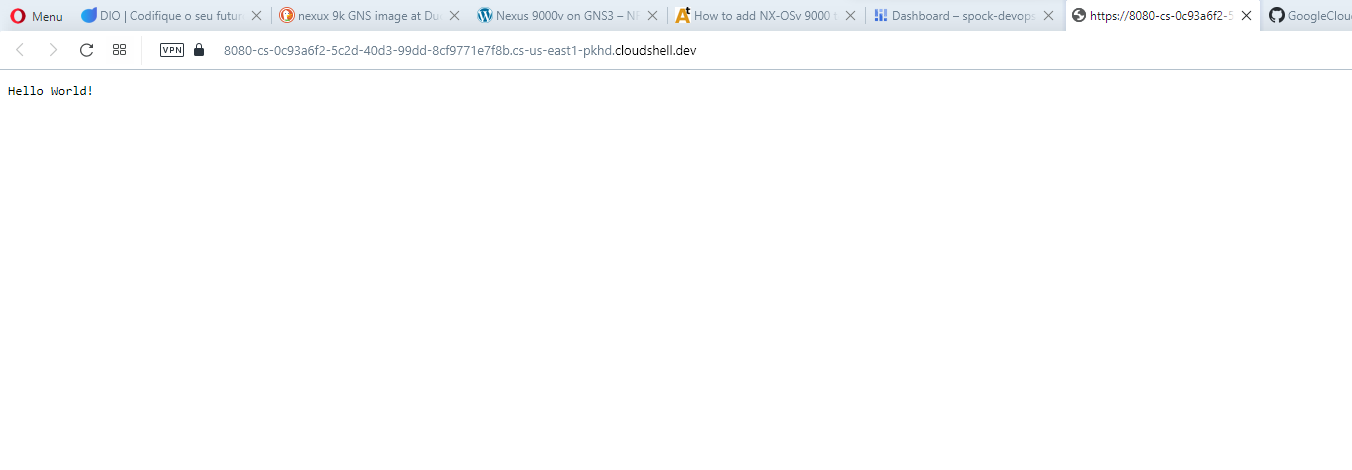 Menu
DIO | Codifique o seu futur
nexux 9k GNS image at Du
Nexus 9000v on GNS3 – N
How to add NX-OSv 9000 t
Dashboard – spock-devops
https://8080-cs-0c93a6f2-5
GoogleClou
VPN
8080-cs-0c93a6f2-5c2d-40d3-99dd-8cf9771e7f8b.cs-us-east1-pkhd.cloudshell.dev
Hello World!